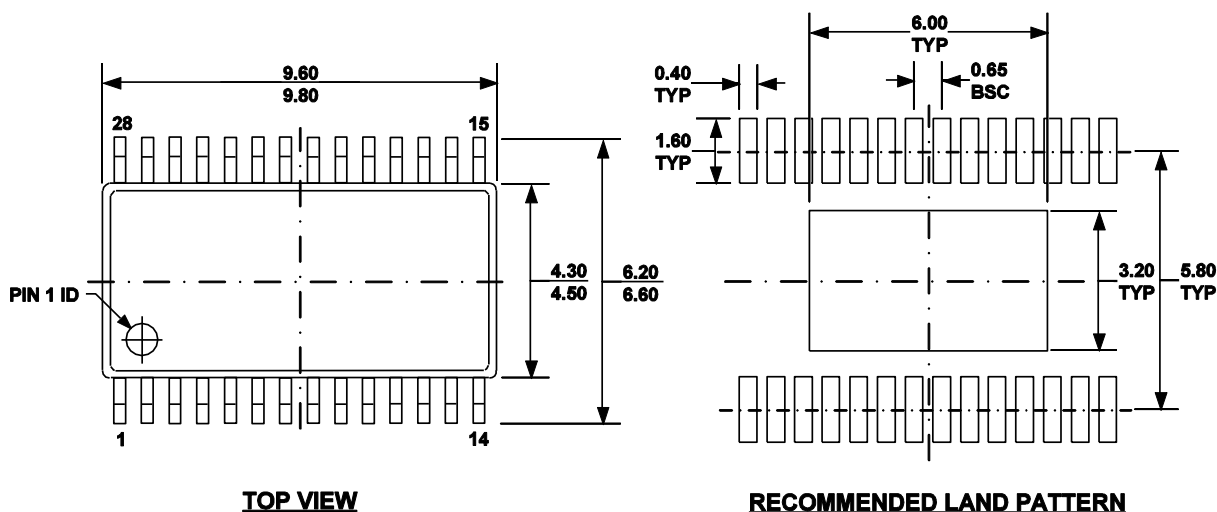 9.60
9.80
28
15
PIN 1 ID
4.30
4.50
6.20
6.60
1
14
TOP VIEW
6.00
TYP
0.40
TYP
0.65
BSC
1.60
TYP
3.20
TYP
5.80
TYP
RECOMMENDED LAND PATTERN